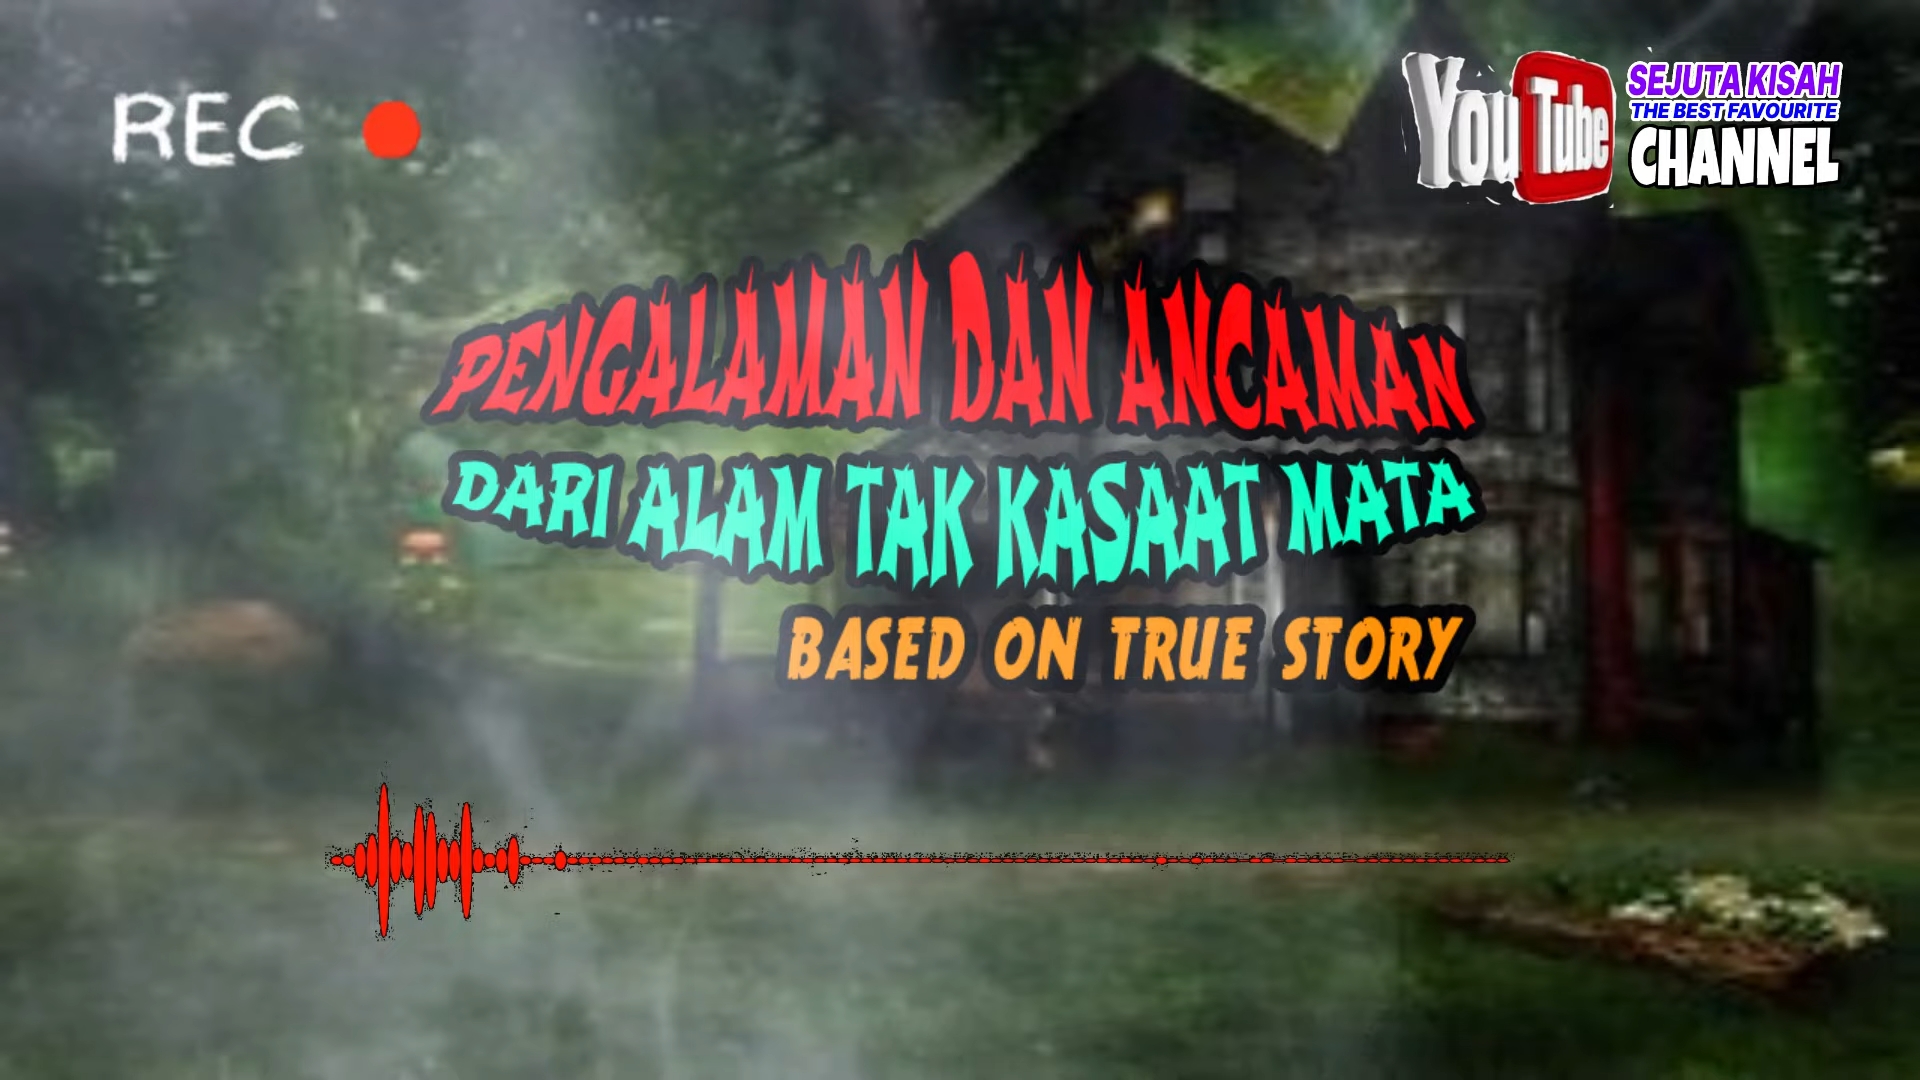 REC
YouTube
SEJUTA KISAH
THE BEST FAVOURITE
CHANNEL
PENGALAMAN DAN ANCAMAN
DARI ALAM TAK KASAAT MATA
BASED ON TRUE STORY